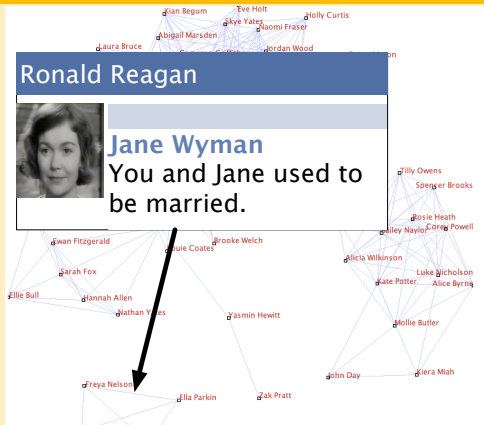 Kian Begum
Eve Holt
Holly Curtis
Skye Yates
Naomi Fraser
Abigail Marsden
Laura Bruce
Jordan Wood
Ronald Reagan
Jane Wyman
You and Jane used to
be married.
Tilly Owens
Spencer Brooks
Rosie Heath
Corey Powell
Bailey Naylor
Ewan Fitzgerald
Louie Coates
Brooke Welch
Alicia Wilkinson
Sarah Fox
Luke Nicholson
Kate Potter
Alice Byrne
Ellie Bull
Hannah Allen
Nathan Yates
Yasmin Hewitt
Mollie Butler
John Day
Kiera Miah
Freya Nelson
Ella Parkin
Zak Pratt